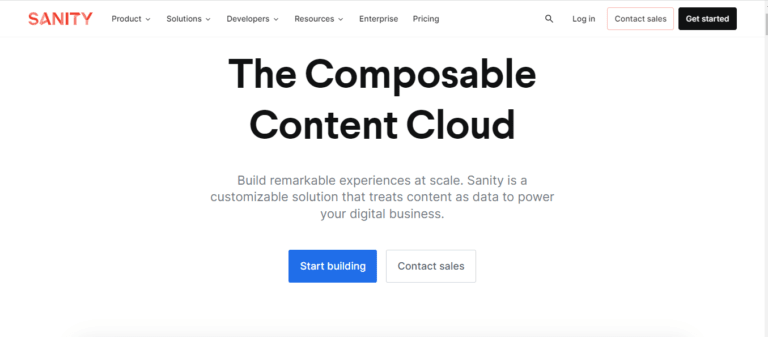 SANITY Product Solutions Developers Resources Enterprise Pricing Log in Contact sales Get started
The Composable
Content Cloud
Build remarkable experiences at scale. Sanity is a
customizable solution that treats content as data to power
your digital business.
Start building Contact sales